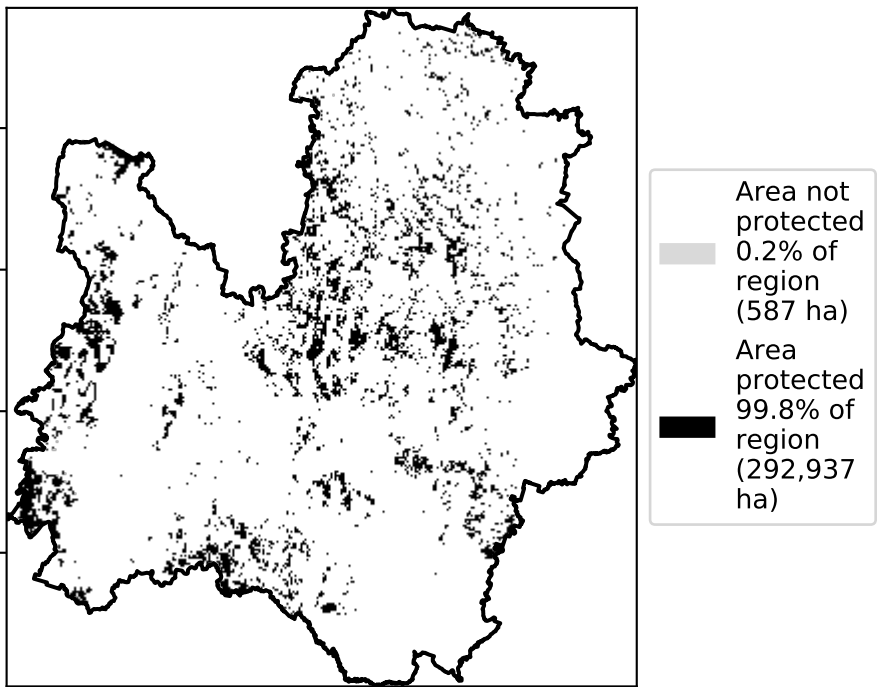 Area not
protected
0.2% of
region
(587 ha)
Area
protected
99.8% of
region
(292,937
ha)